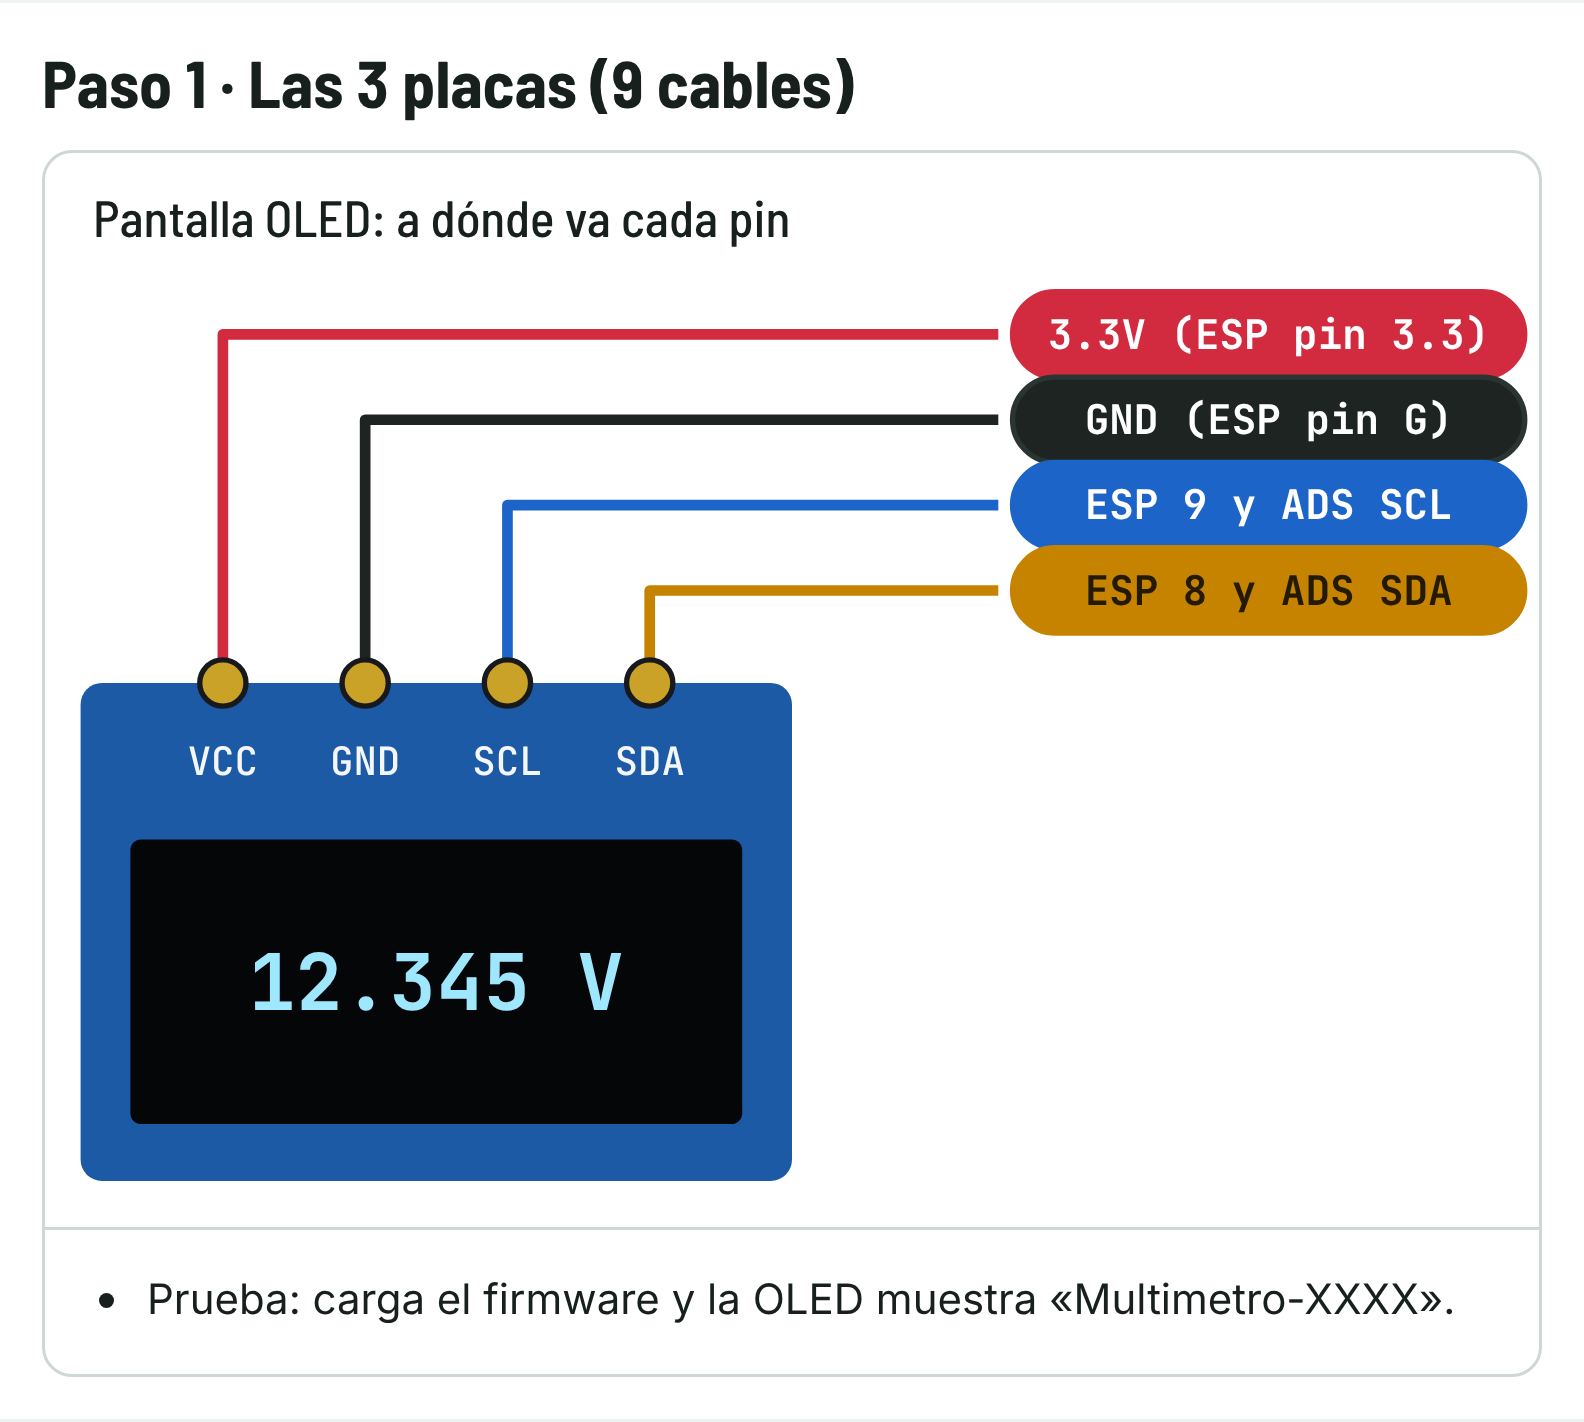 Paso 1 · Las 3 placas (9 cables)
Pantalla OLED: a dónde va cada pin
3.3V (ESP pin 3.3)
GND (ESP pin G)
ESP 9 y ADS SCL
ESP 8 y ADS SDA
VCC GND SCL SDA
12.345 V
• Prueba: carga el firmware y la OLED muestra «Multimetro-XXXX».